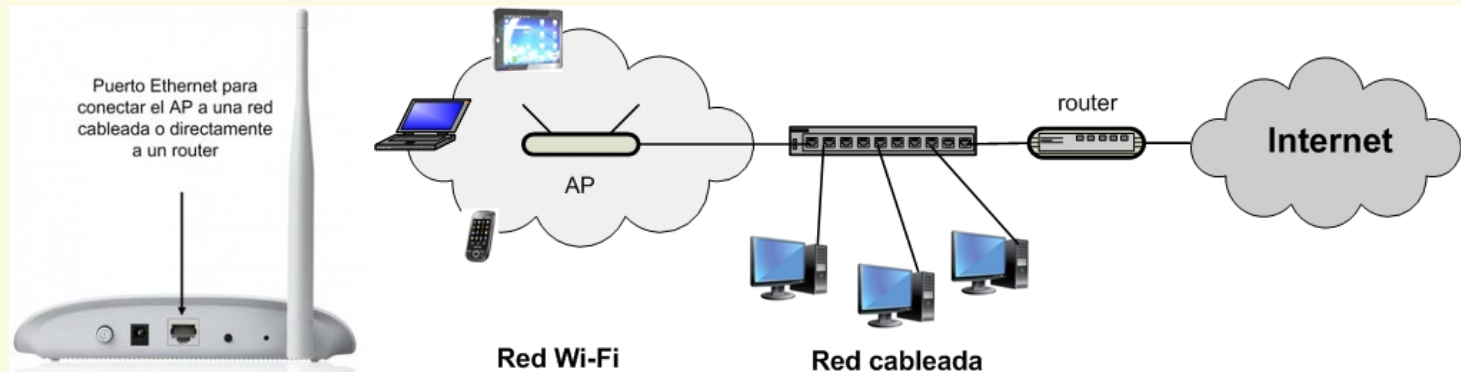 Puerto Ethernet para
conectar el AP a una red
cableada o directamente
a un router
AP
router
Internet
Red Wi-Fi
Red cableada